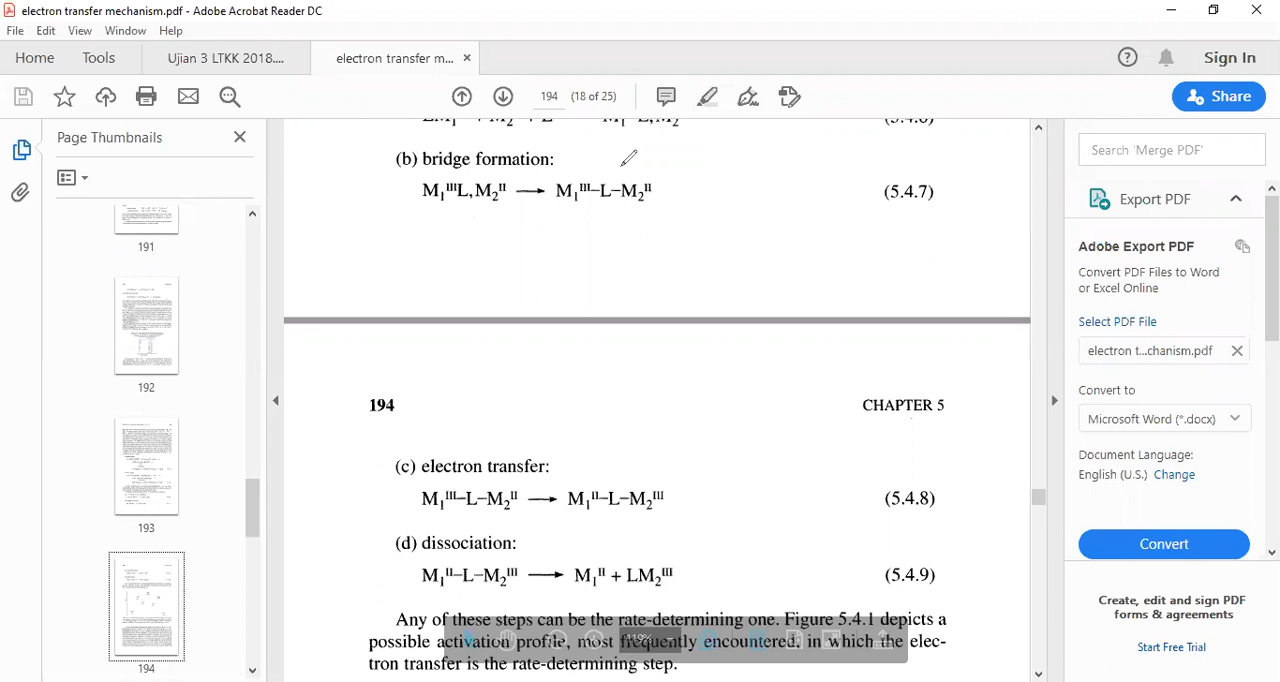 electron transfer mechanism.pdf - Adobe Acrobat Reader DC
File Edit View Window Help
Home Tools Ujian 3 LTKK 2018.... electron transfer m... × Sign In
194 (18 of 25) Share
Page Thumbnails
191
192
193
194
(b) bridge formation:
M₁ᴵᴵᴵL, M₂ᴵᴵ ⟶ M₁ᴵᴵᴵ–L–M₂ᴵᴵ (5.4.7)
194 CHAPTER 5
(c) electron transfer:
M₁ᴵᴵᴵ–L–M₂ᴵᴵ ⟶ M₁ᴵᴵ–L–M₂ᴵᴵᴵ (5.4.8)
(d) dissociation:
M₁ᴵᴵ–L–M₂ᴵᴵᴵ ⟶ M₁ᴵᴵ + LM₂ᴵᴵᴵ (5.4.9)
Any of these steps can be the rate-determining one. Figure 5.4.1 depicts a
possible activation profile, most frequently encountered, in which the elec-
tron transfer is the rate-determining step.
119%
Search 'Merge PDF'
Export PDF
Adobe Export PDF
Convert PDF Files to Word
or Excel Online
Select PDF File
electron t...chanism.pdf
Convert to
Microsoft Word (*.docx)
Document Language:
English (U.S.) Change
Convert
Create, edit and sign PDF
forms & agreements
Start Free Trial